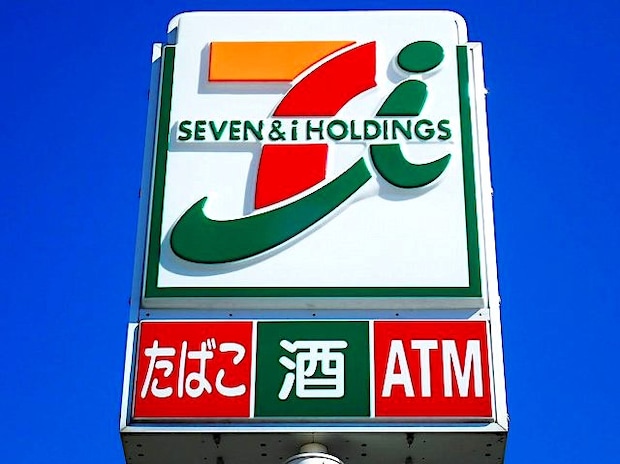 SEVEN & i HOLDINGS
たばこ 酒 ATM